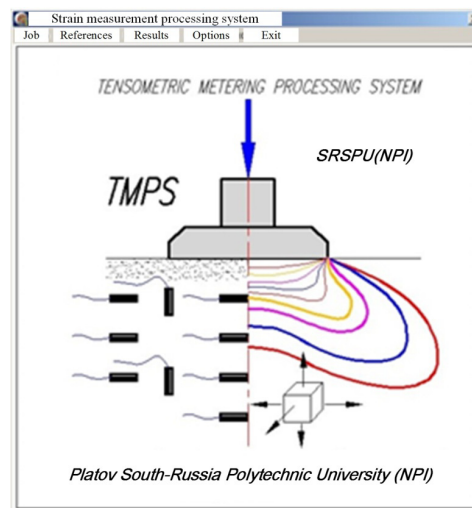 Strain measurement processing system
Job References Results Options Exit
TENSOMETRIC METERING PROCESSING SYSTEM
SRSPU(NPI)
TMPS
Platov South-Russia Polytechnic University (NPI)